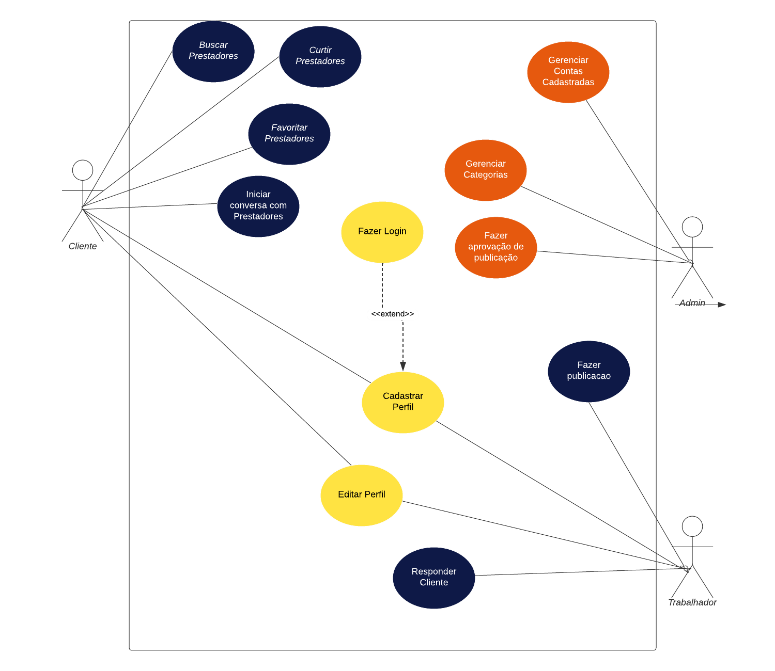 Buscar
Prestadores
Curtir
Prestadores
Gerenciar
Contas
Cadastradas
Favoritar
Prestadores
Gerenciar
Categorias
Iniciar
conversa com
Prestadores
Fazer Login
Fazer
aprovação de
publicação
Cliente
Admin
<<extend>>
Fazer
publicacao
Cadastrar
Perfil
Editar Perfil
Responder
Cliente
Trabalhador